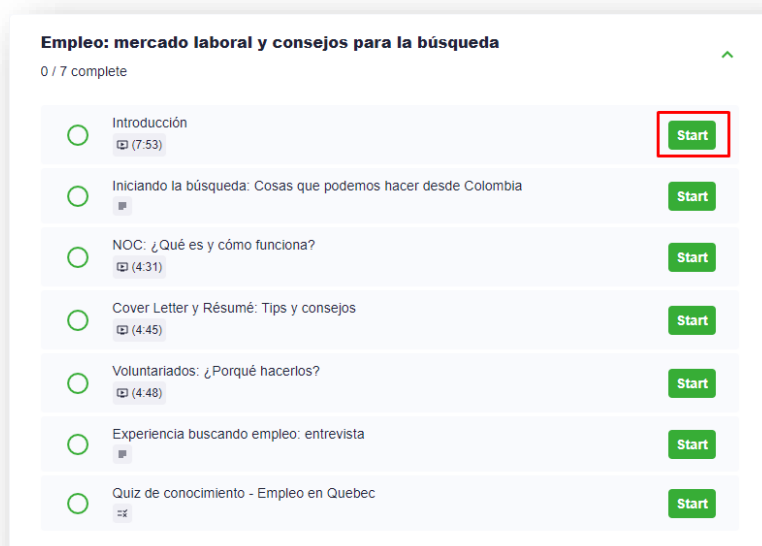 Empleo: mercado laboral y consejos para la búsqueda
0 / 7 complete
Introducción
Start
(7:53)
Iniciando la búsqueda: Cosas que podemos hacer desde Colombia
Start
NOC: ¿Qué es y cómo funciona?
Start
(4:31)
Cover Letter y Résumé: Tips y consejos
Start
(4:45)
Voluntariados: ¿Porqué hacerlos?
Start
(4:48)
Experiencia buscando empleo: entrevista
Start
Quiz de conocimiento - Empleo en Quebec
Start